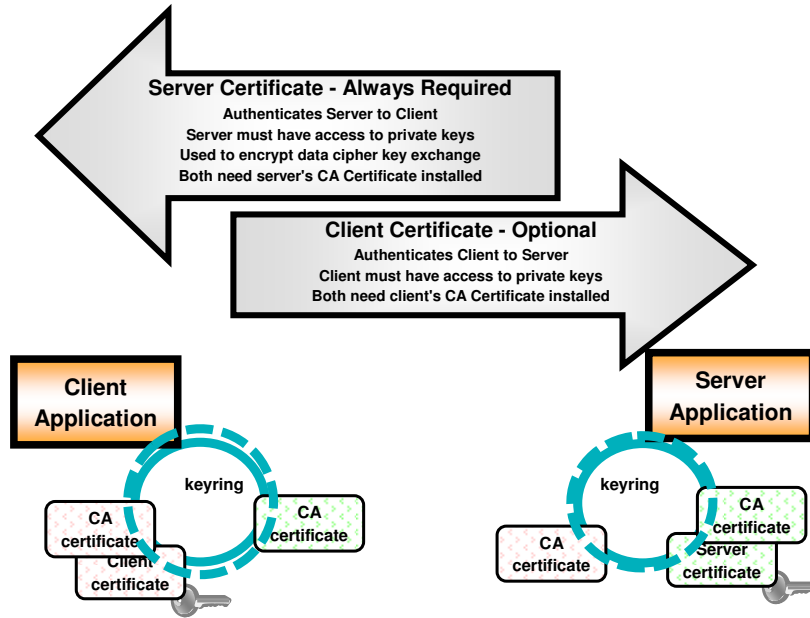 Server Certificate - Always Required
Authenticates Server to Client
Server must have access to private keys
Used to encrypt data cipher key exchange
Both need server's CA Certificate installed
Client Certificate - Optional
Authenticates Client to Server
Client must have access to private keys
Both need client's CA Certificate installed
Client
Application
Server
Application
keyring
CA
certificate
Client
certificate
CA
certificate
keyring
CA
certificate
CA
certificate
Server
certificate